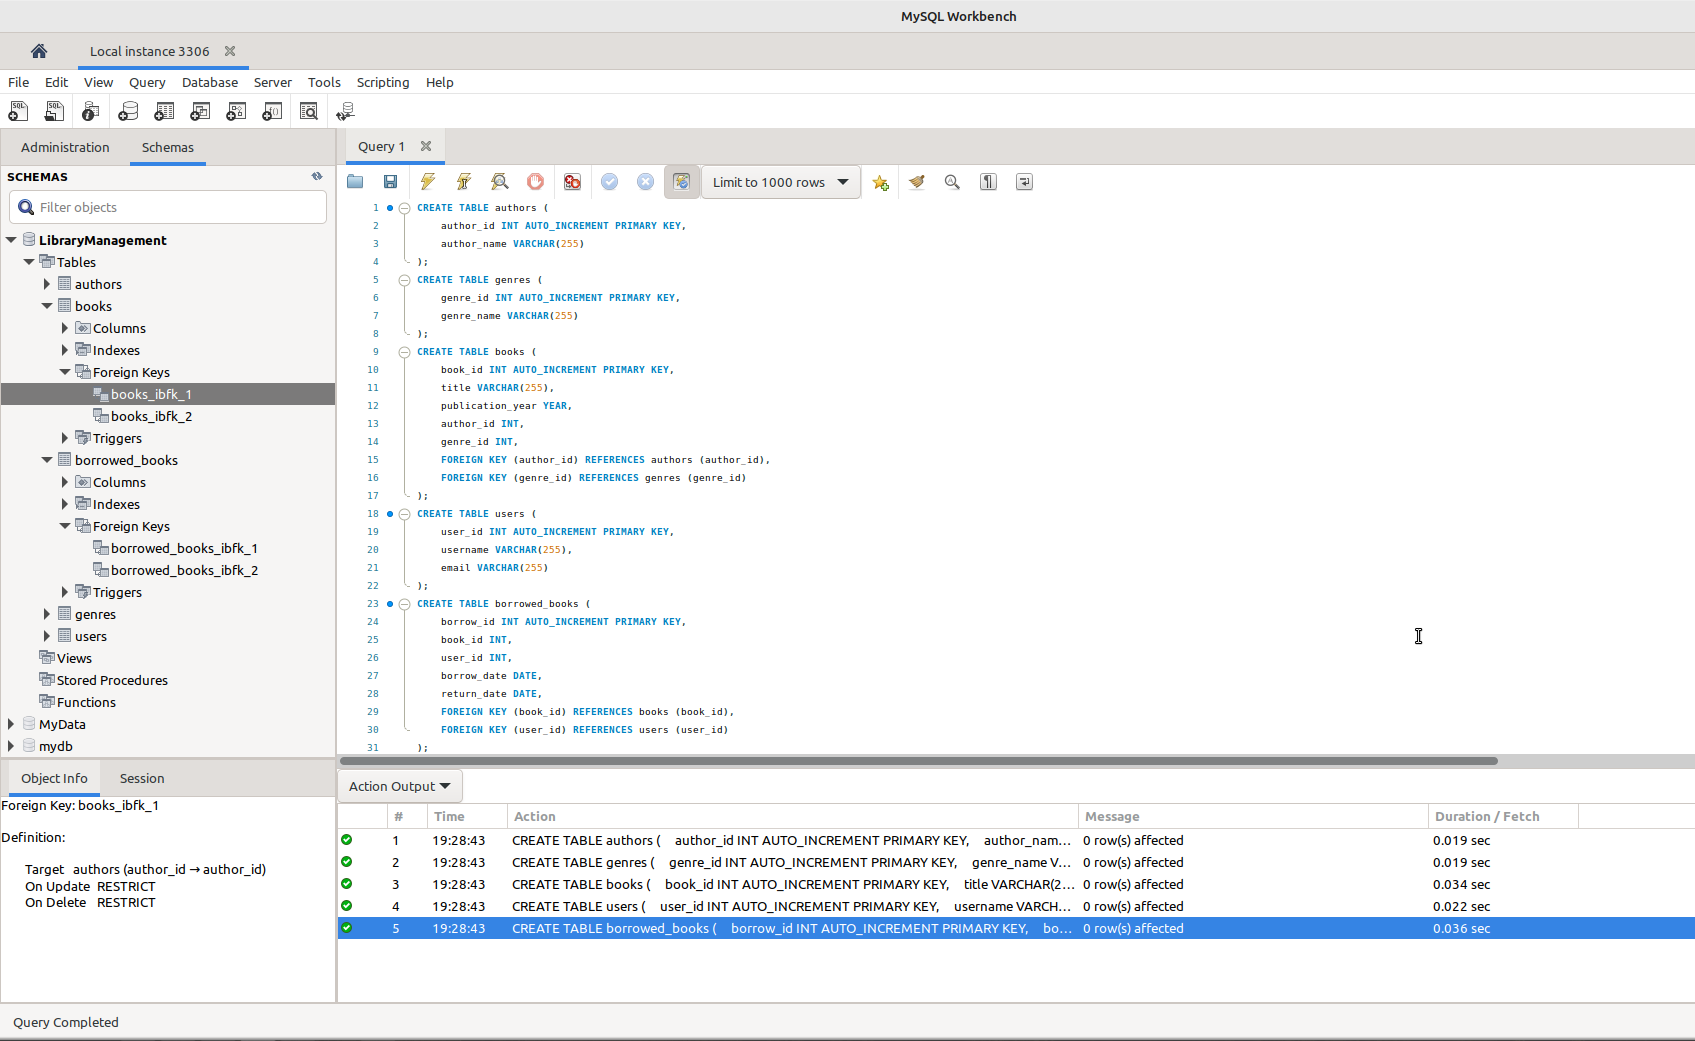 MySQL Workbench
Local instance 3306
File Edit View Query Database Server Tools Scripting Help
Administration Schemas
SCHEMAS
Filter objects
LibraryManagement
Tables
authors
books
Columns
Indexes
Foreign Keys
books_ibfk_1
books_ibfk_2
Triggers
borrowed_books
Columns
Indexes
Foreign Keys
borrowed_books_ibfk_1
borrowed_books_ibfk_2
Triggers
genres
users
Views
Stored Procedures
Functions
MyData
mydb
Object Info Session
Foreign Key: books_ibfk_1
Definition:
Target authors (author_id → author_id)
On Update RESTRICT
On Delete RESTRICT
Query 1
Limit to 1000 rows
1 CREATE TABLE authors (
2 author_id INT AUTO_INCREMENT PRIMARY KEY,
3 author_name VARCHAR(255)
4 );
5 CREATE TABLE genres (
6 genre_id INT AUTO_INCREMENT PRIMARY KEY,
7 genre_name VARCHAR(255)
8 );
9 CREATE TABLE books (
10 book_id INT AUTO_INCREMENT PRIMARY KEY,
11 title VARCHAR(255),
12 publication_year YEAR,
13 author_id INT,
14 genre_id INT,
15 FOREIGN KEY (author_id) REFERENCES authors (author_id),
16 FOREIGN KEY (genre_id) REFERENCES genres (genre_id)
17 );
18 CREATE TABLE users (
19 user_id INT AUTO_INCREMENT PRIMARY KEY,
20 username VARCHAR(255),
21 email VARCHAR(255)
22 );
23 CREATE TABLE borrowed_books (
24 borrow_id INT AUTO_INCREMENT PRIMARY KEY,
25 book_id INT,
26 user_id INT,
27 borrow_date DATE,
28 return_date DATE,
29 FOREIGN KEY (book_id) REFERENCES books (book_id),
30 FOREIGN KEY (user_id) REFERENCES users (user_id)
31 );
Action Output
# Time Action Message Duration / Fetch
1 19:28:43 CREATE TABLE authors ( author_id INT AUTO_INCREMENT PRIMARY KEY, author_nam... 0 row(s) affected 0.019 sec
2 19:28:43 CREATE TABLE genres ( genre_id INT AUTO_INCREMENT PRIMARY KEY, genre_name V... 0 row(s) affected 0.019 sec
3 19:28:43 CREATE TABLE books ( book_id INT AUTO_INCREMENT PRIMARY KEY, title VARCHAR(2... 0 row(s) affected 0.034 sec
4 19:28:43 CREATE TABLE users ( user_id INT AUTO_INCREMENT PRIMARY KEY, username VARCH... 0 row(s) affected 0.022 sec
5 19:28:43 CREATE TABLE borrowed_books ( borrow_id INT AUTO_INCREMENT PRIMARY KEY, bo... 0 row(s) affected 0.036 sec
Query Completed